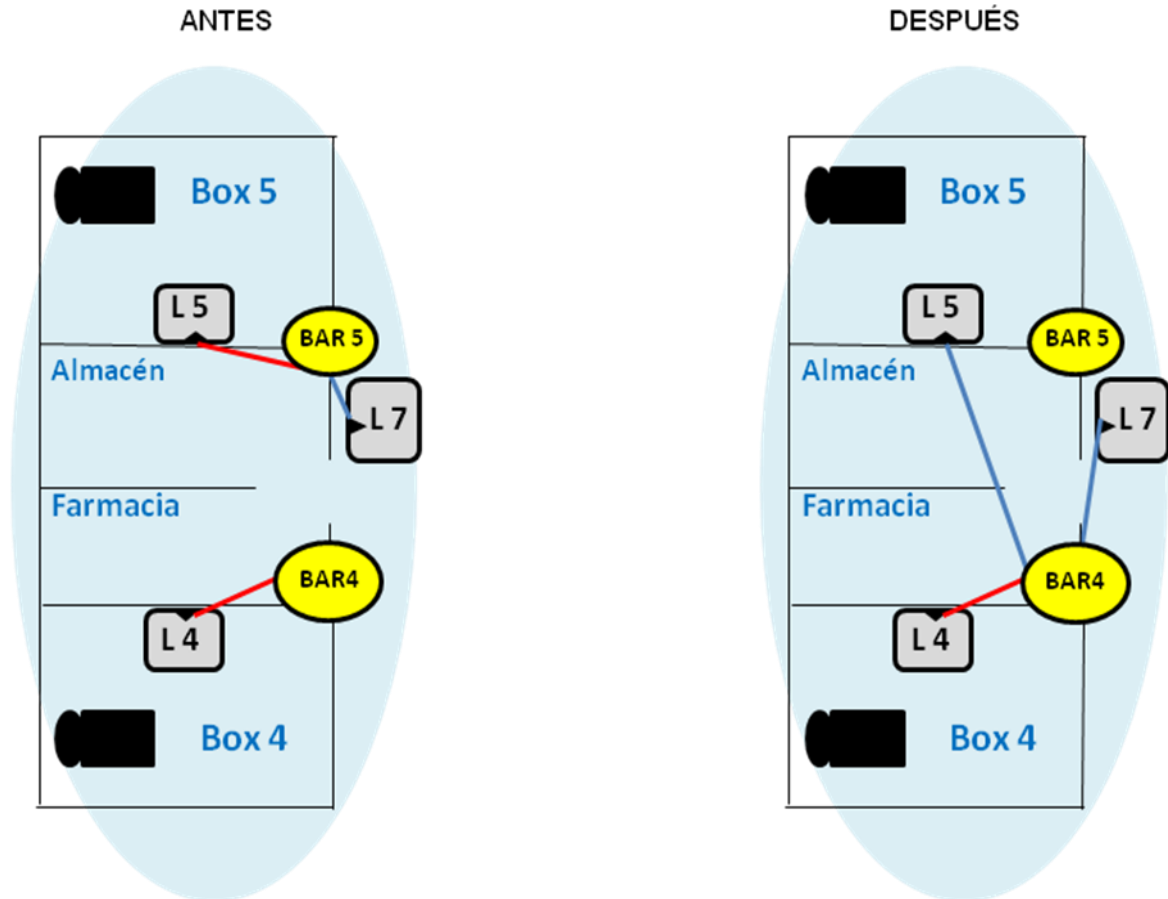 ANTES
Box 5
L 5
BAR 5
Almacén
L 7
Farmacia
BAR4
L 4
Box 4
DESPUÉS
Box 5
L 5
BAR 5
Almacén
L 7
Farmacia
BAR4
L 4
Box 4